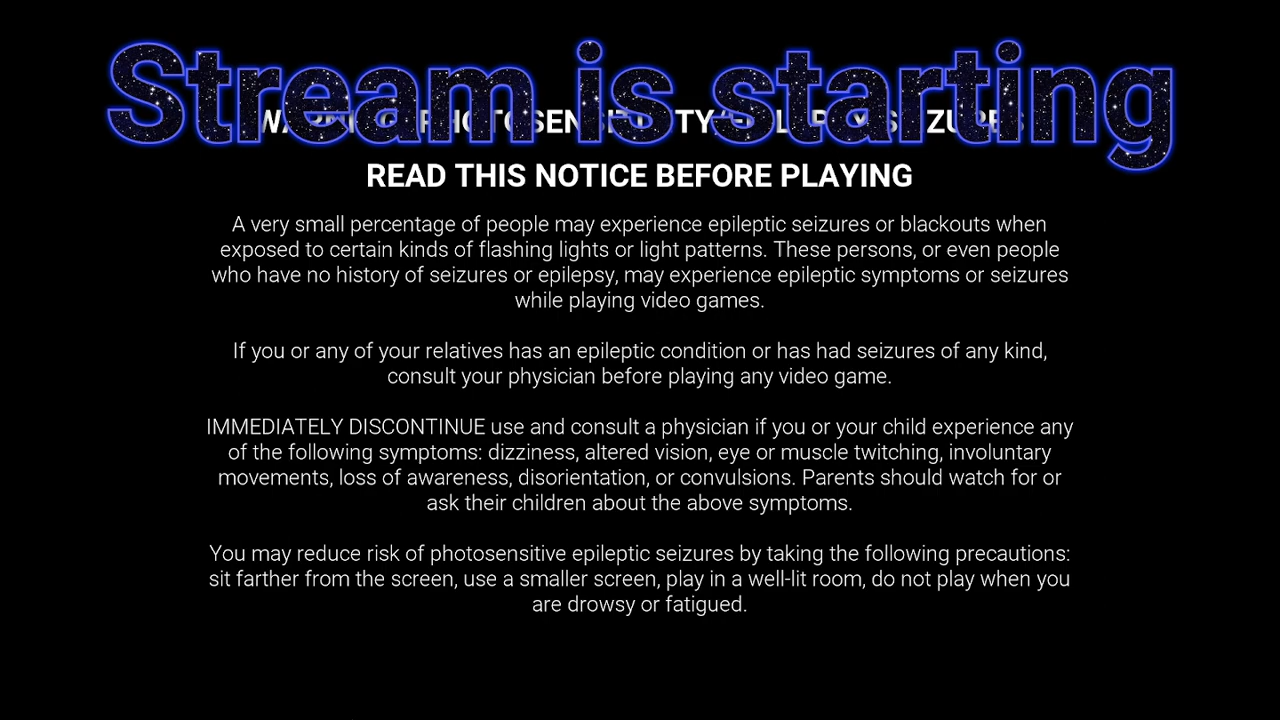 Stream is starting
WARNING: PHOTOSENSITIVITY/EPILEPSY SEIZURES
READ THIS NOTICE BEFORE PLAYING
A very small percentage of people may experience epileptic seizures or blackouts when
exposed to certain kinds of flashing lights or light patterns. These persons, or even people
who have no history of seizures or epilepsy, may experience epileptic symptoms or seizures
while playing video games.
If you or any of your relatives has an epileptic condition or has had seizures of any kind,
consult your physician before playing any video game.
IMMEDIATELY DISCONTINUE use and consult a physician if you or your child experience any
of the following symptoms: dizziness, altered vision, eye or muscle twitching, involuntary
movements, loss of awareness, disorientation, or convulsions. Parents should watch for or
ask their children about the above symptoms.
You may reduce risk of photosensitive epileptic seizures by taking the following precautions:
sit farther from the screen, use a smaller screen, play in a well-lit room, do not play when you
are drowsy or fatigued.